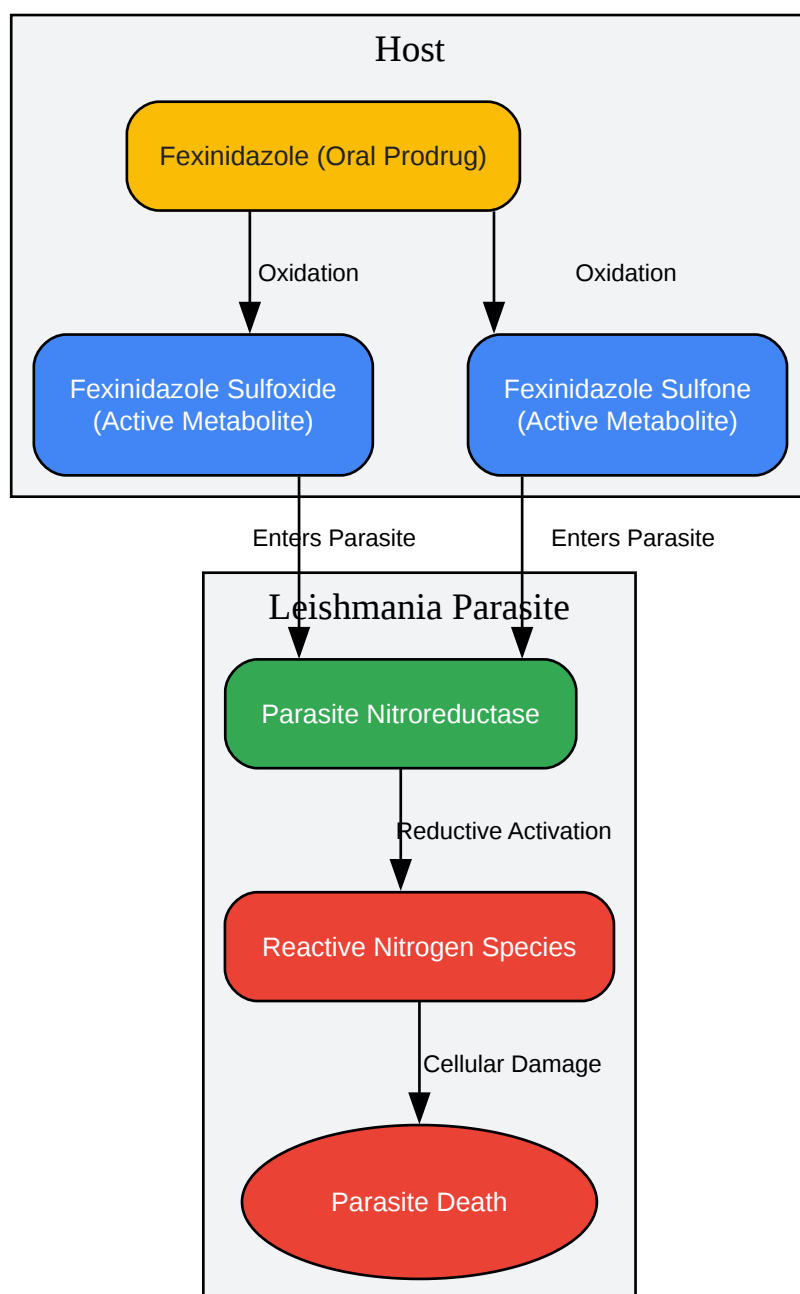 Host
Fexinidazole (Oral Prodrug)
Oxidation
Oxidation
Fexinidazole Sulfoxide
(Active Metabolite)
Fexinidazole Sulfone
(Active Metabolite)
Enters Parasite
Enters Parasite
Leishmania Parasite
Parasite Nitroreductase
Reductive Activation
Reactive Nitrogen Species
Cellular Damage
Parasite Death